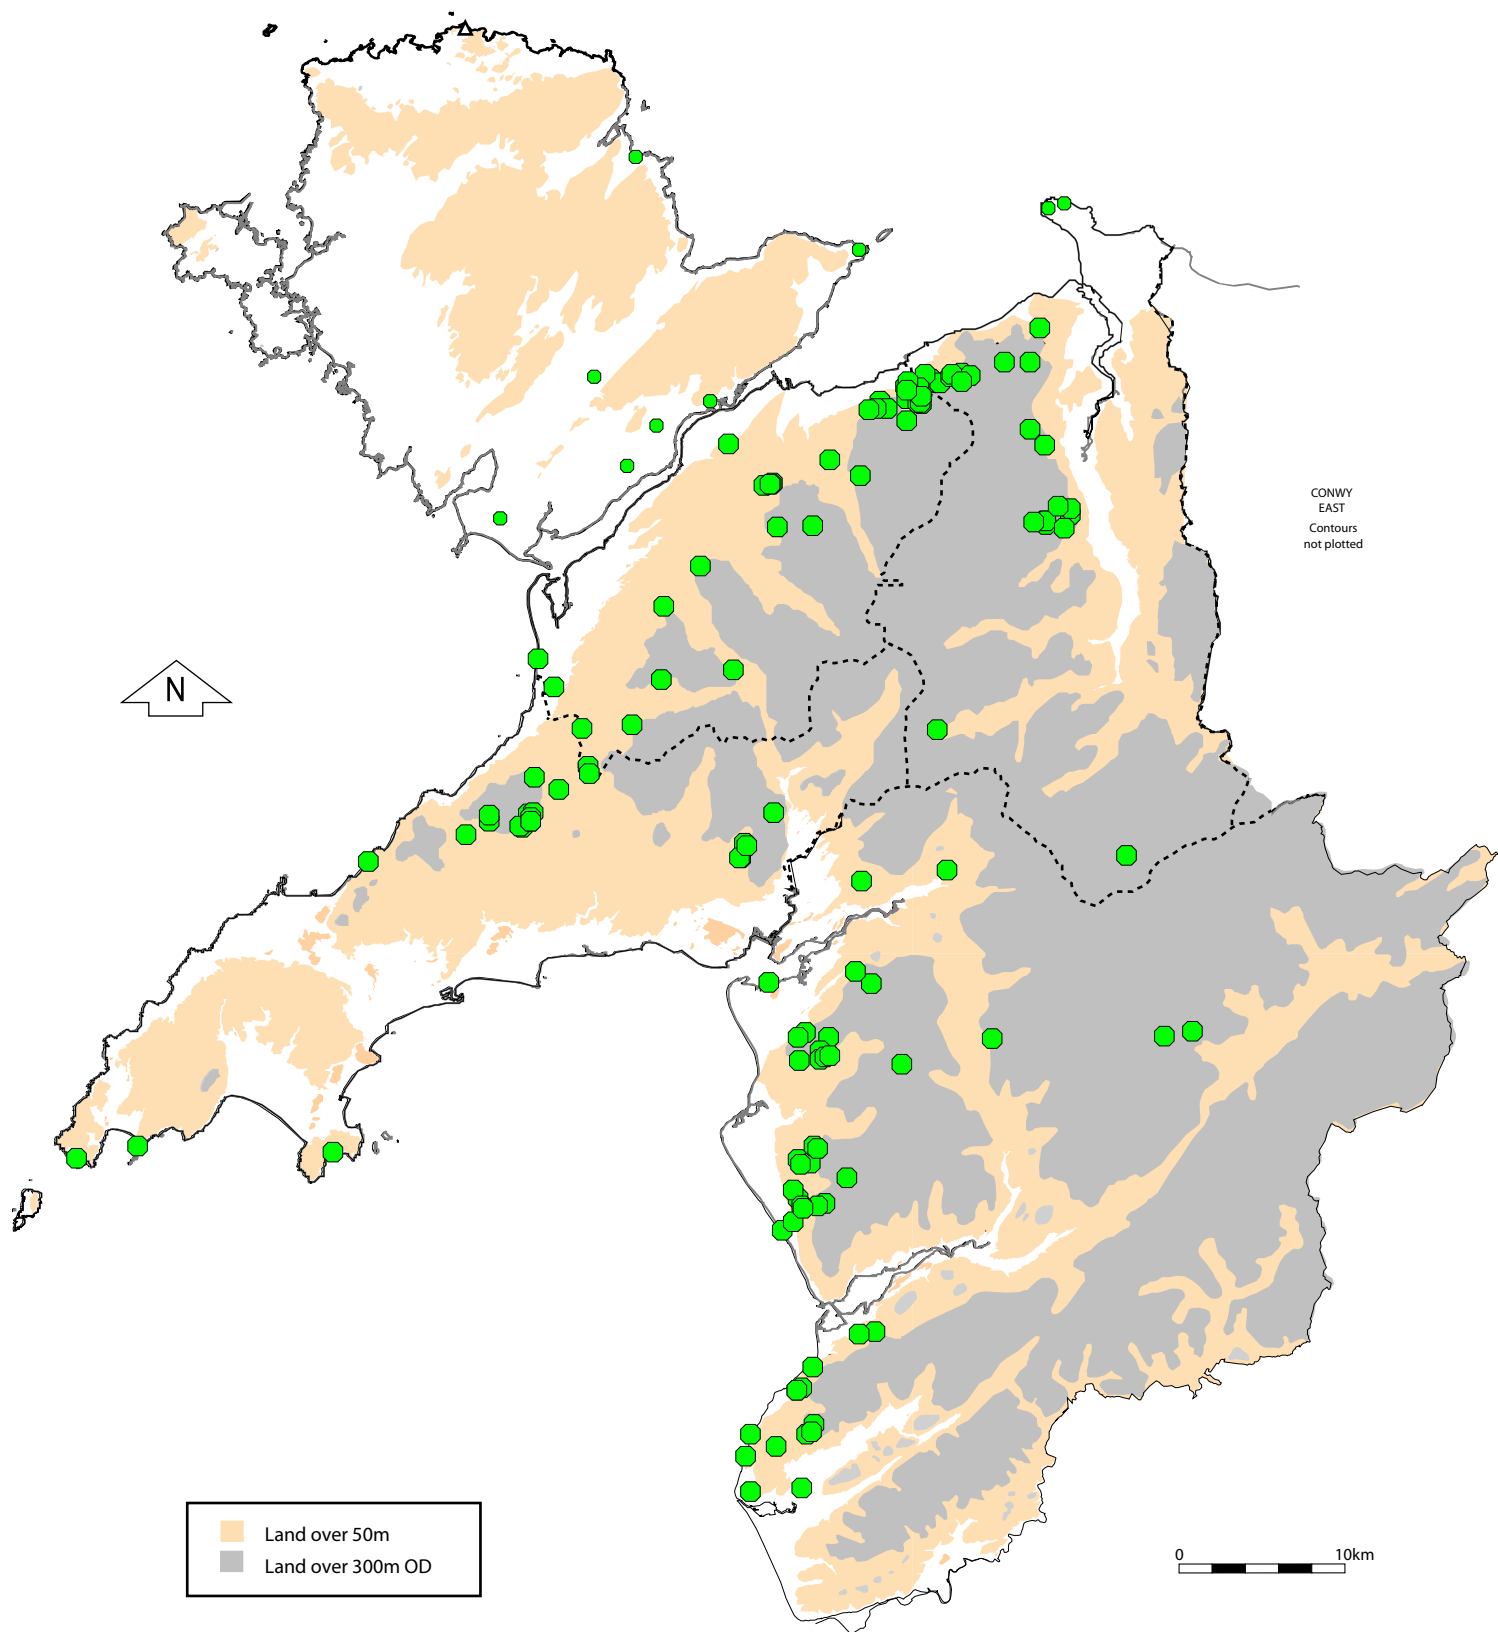 CONWY
EAST
Contours
not plotted
N
Land over 50m
Land over 300m OD
0 10km